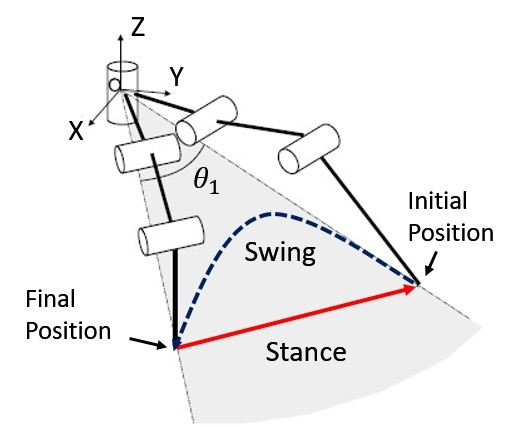 Z
O
Y
X
θ₁
Initial
Position
Swing
Final
Position
Stance